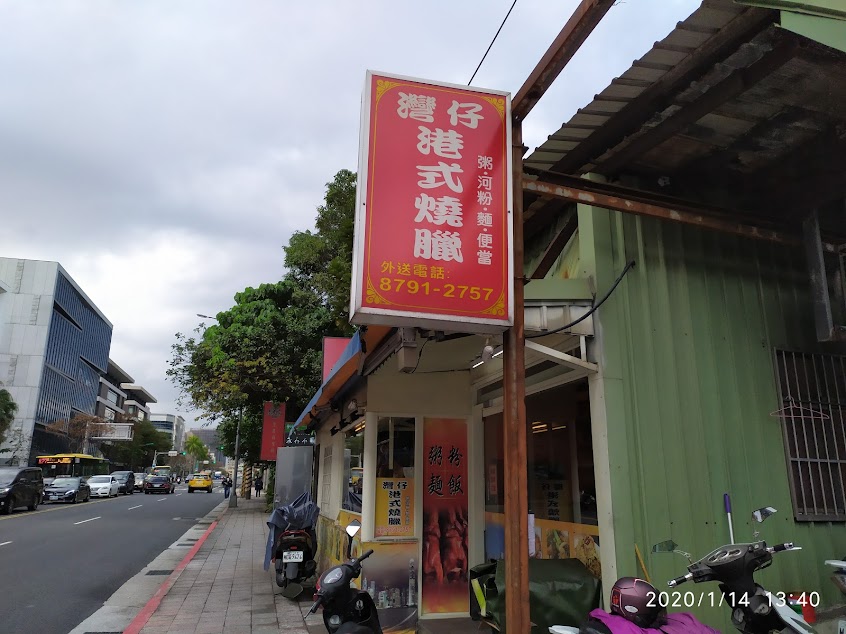 灣仔
港式燒臘
粥·河粉·麵·便當
外送電話:
8791-2757
粥粉
麵飯
灣仔
港式燒臘
2020/1/14 13:40